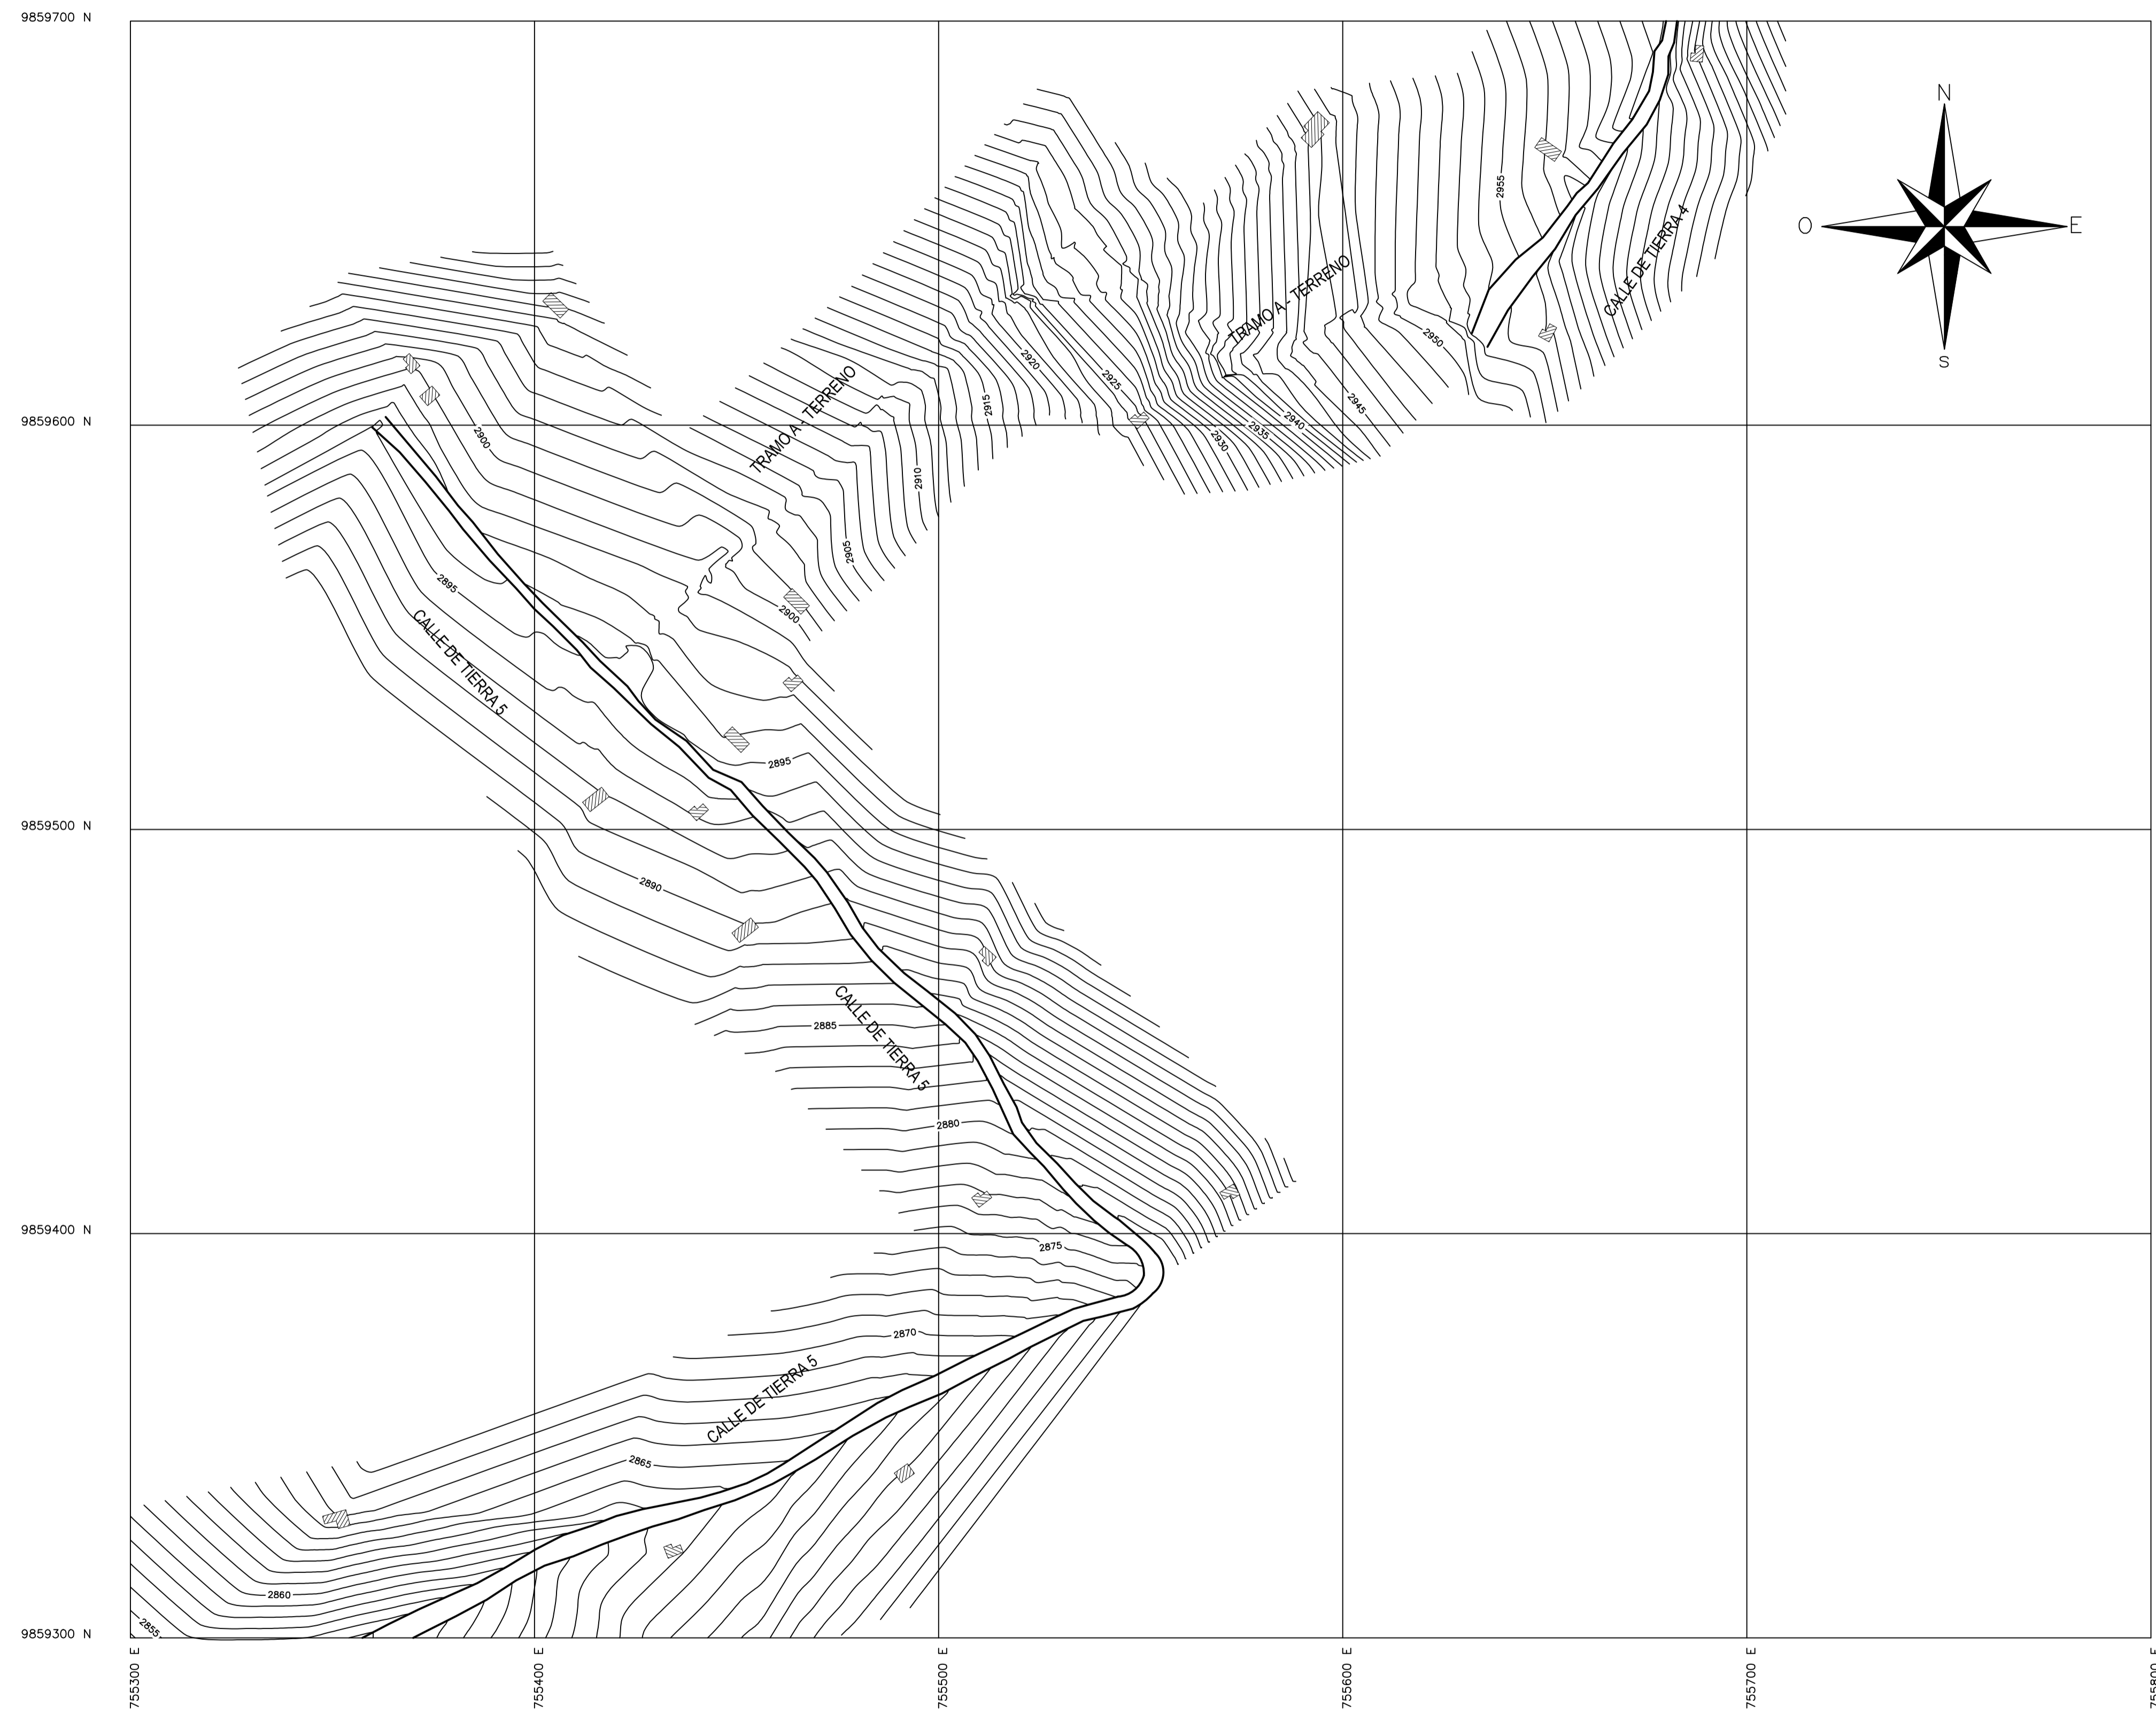 9859700 N
N
O
E
S
2955
CALLE DE TIERRA 4
TRAMO A - TERRENO
2950
2920
2925
2945
2915
2940
2935
2930
TRAMO A - TERRENO
9859600 N
2900
2910
2905
2895
2900
CALLE DE TIERRA 5
2895
9859500 N
2890
CALLE DE TIERRA 5
2885
2880
9859400 N
2875
2870
CALLE DE TIERRA 5
2865
2860
2855
9859300 N
755300 E
755400 E
755500 E
755600 E
755700 E
755800 E